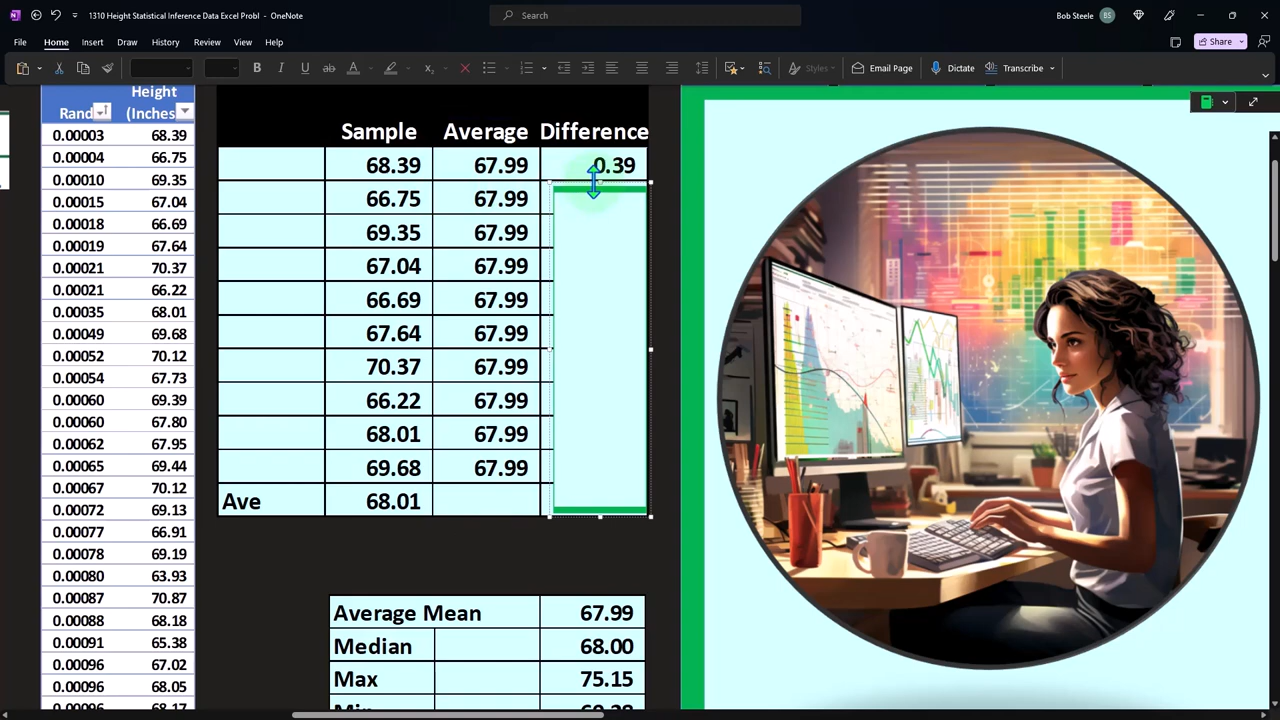 1310 Height Statistical Inference Data Excel Probl - OneNote
Search
Bob Steele
BS
File Home Insert Draw History Review View Help
Share
Styles
Email Page
Dictate
Transcribe
Rand Height (Inches
0.00003 68.39
0.00004 66.75
0.00010 69.35
0.00015 67.04
0.00018 66.69
0.00019 67.64
0.00021 70.37
0.00021 66.22
0.00035 68.01
0.00049 69.68
0.00052 70.12
0.00054 67.73
0.00060 69.39
0.00060 67.80
0.00062 67.95
0.00065 69.44
0.00067 70.12
0.00072 69.13
0.00077 66.91
0.00078 69.19
0.00080 63.93
0.00087 70.87
0.00088 68.18
0.00091 65.38
0.00096 67.02
0.00096 68.05
0.00096 68.17
Sample Average Difference
68.39 67.99 0.39
66.75 67.99
69.35 67.99
67.04 67.99
66.69 67.99
67.64 67.99
70.37 67.99
66.22 67.99
68.01 67.99
69.68 67.99
Ave 68.01
Average Mean 67.99
Median 68.00
Max 75.15